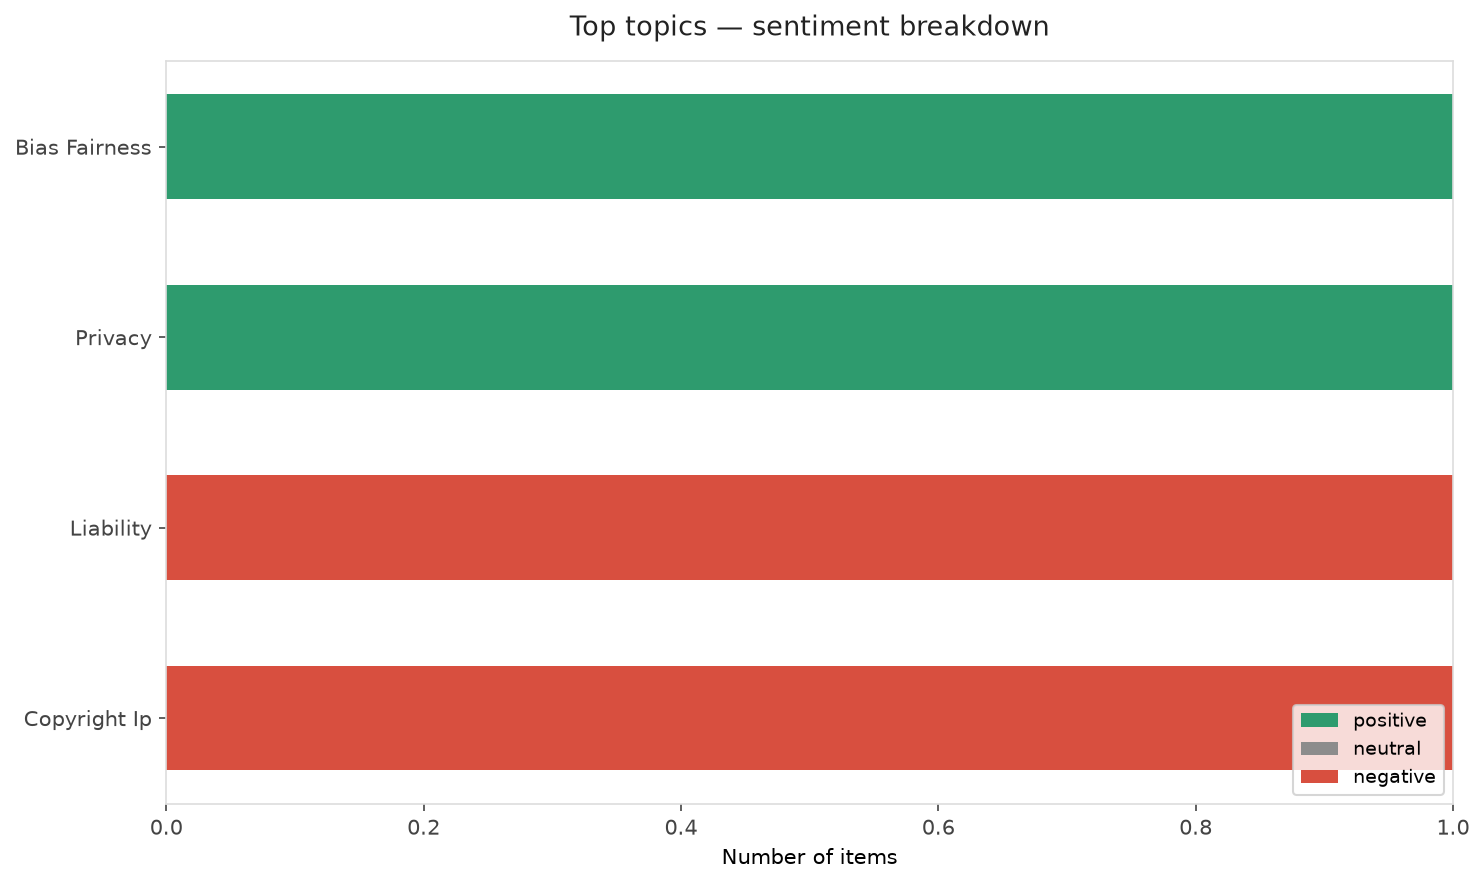 Top topics — sentiment breakdown
Bias Fairness
Privacy
Liability
Copyright Ip
positive
neutral
negative
0.0 0.2 0.4 0.6 0.8 1.0
Number of items